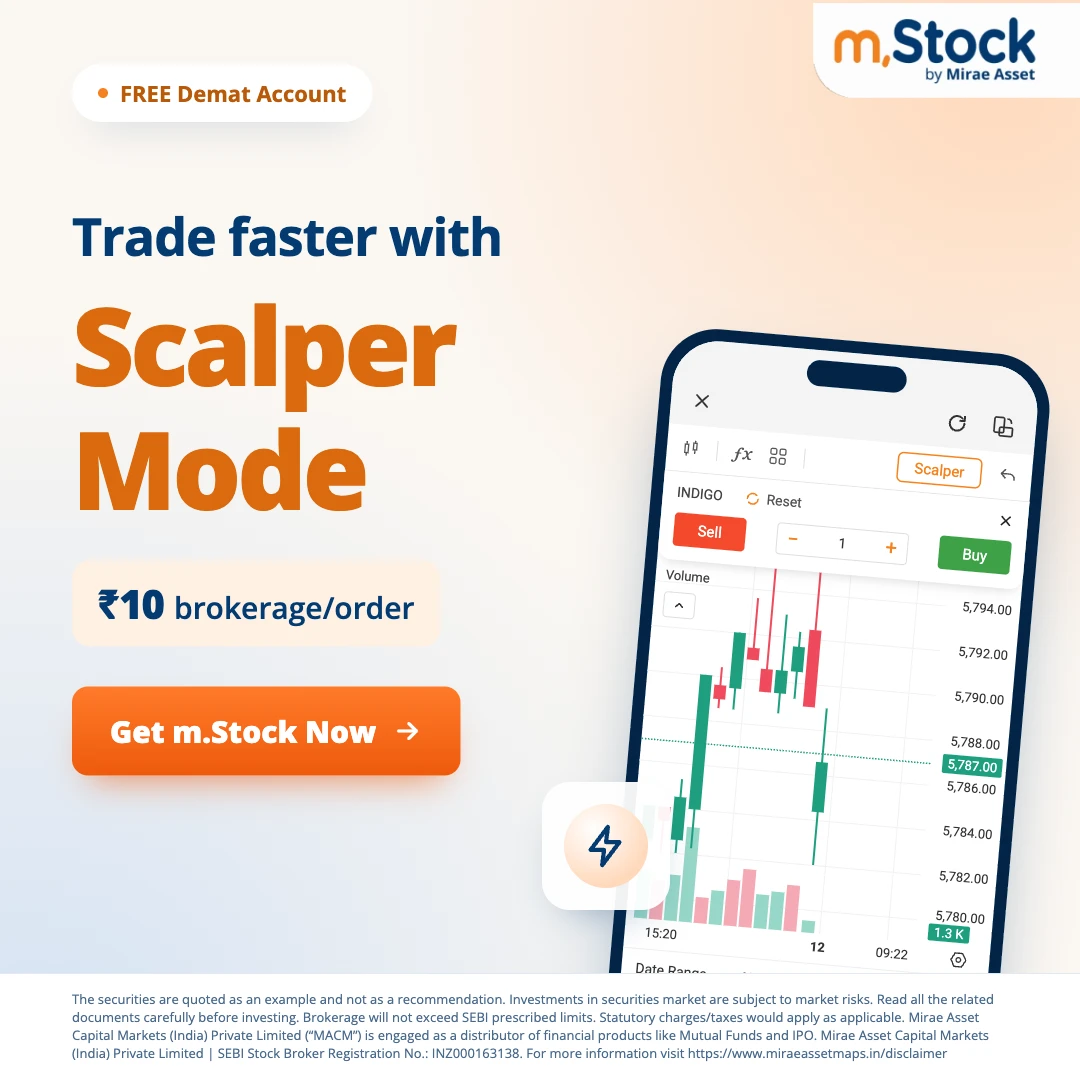 m.Stock
by Mirae Asset
FREE Demat Account
Trade faster with
Scalper
Mode
₹10 brokerage/order
Get m.Stock Now →
fx
Scalper
INDIGO Reset
Sell − 1 + Buy
Volume
5,794.00
5,792.00
5,790.00
5,788.00
5,787.00
5,786.00
5,784.00
5,782.00
5,780.00
1.3 K
15:20 12 09:22
Date Range
The securities are quoted as an example and not as a recommendation. Investments in securities market are subject to market risks. Read all the related
documents carefully before investing. Brokerage will not exceed SEBI prescribed limits. Statutory charges/taxes would apply as applicable. Mirae Asset
Capital Markets (India) Private Limited (“MACM”) is engaged as a distributor of financial products like Mutual Funds and IPO. Mirae Asset Capital Markets
(India) Private Limited | SEBI Stock Broker Registration No.: INZ000163138. For more information visit https://www.miraeassetmaps.in/disclaimer